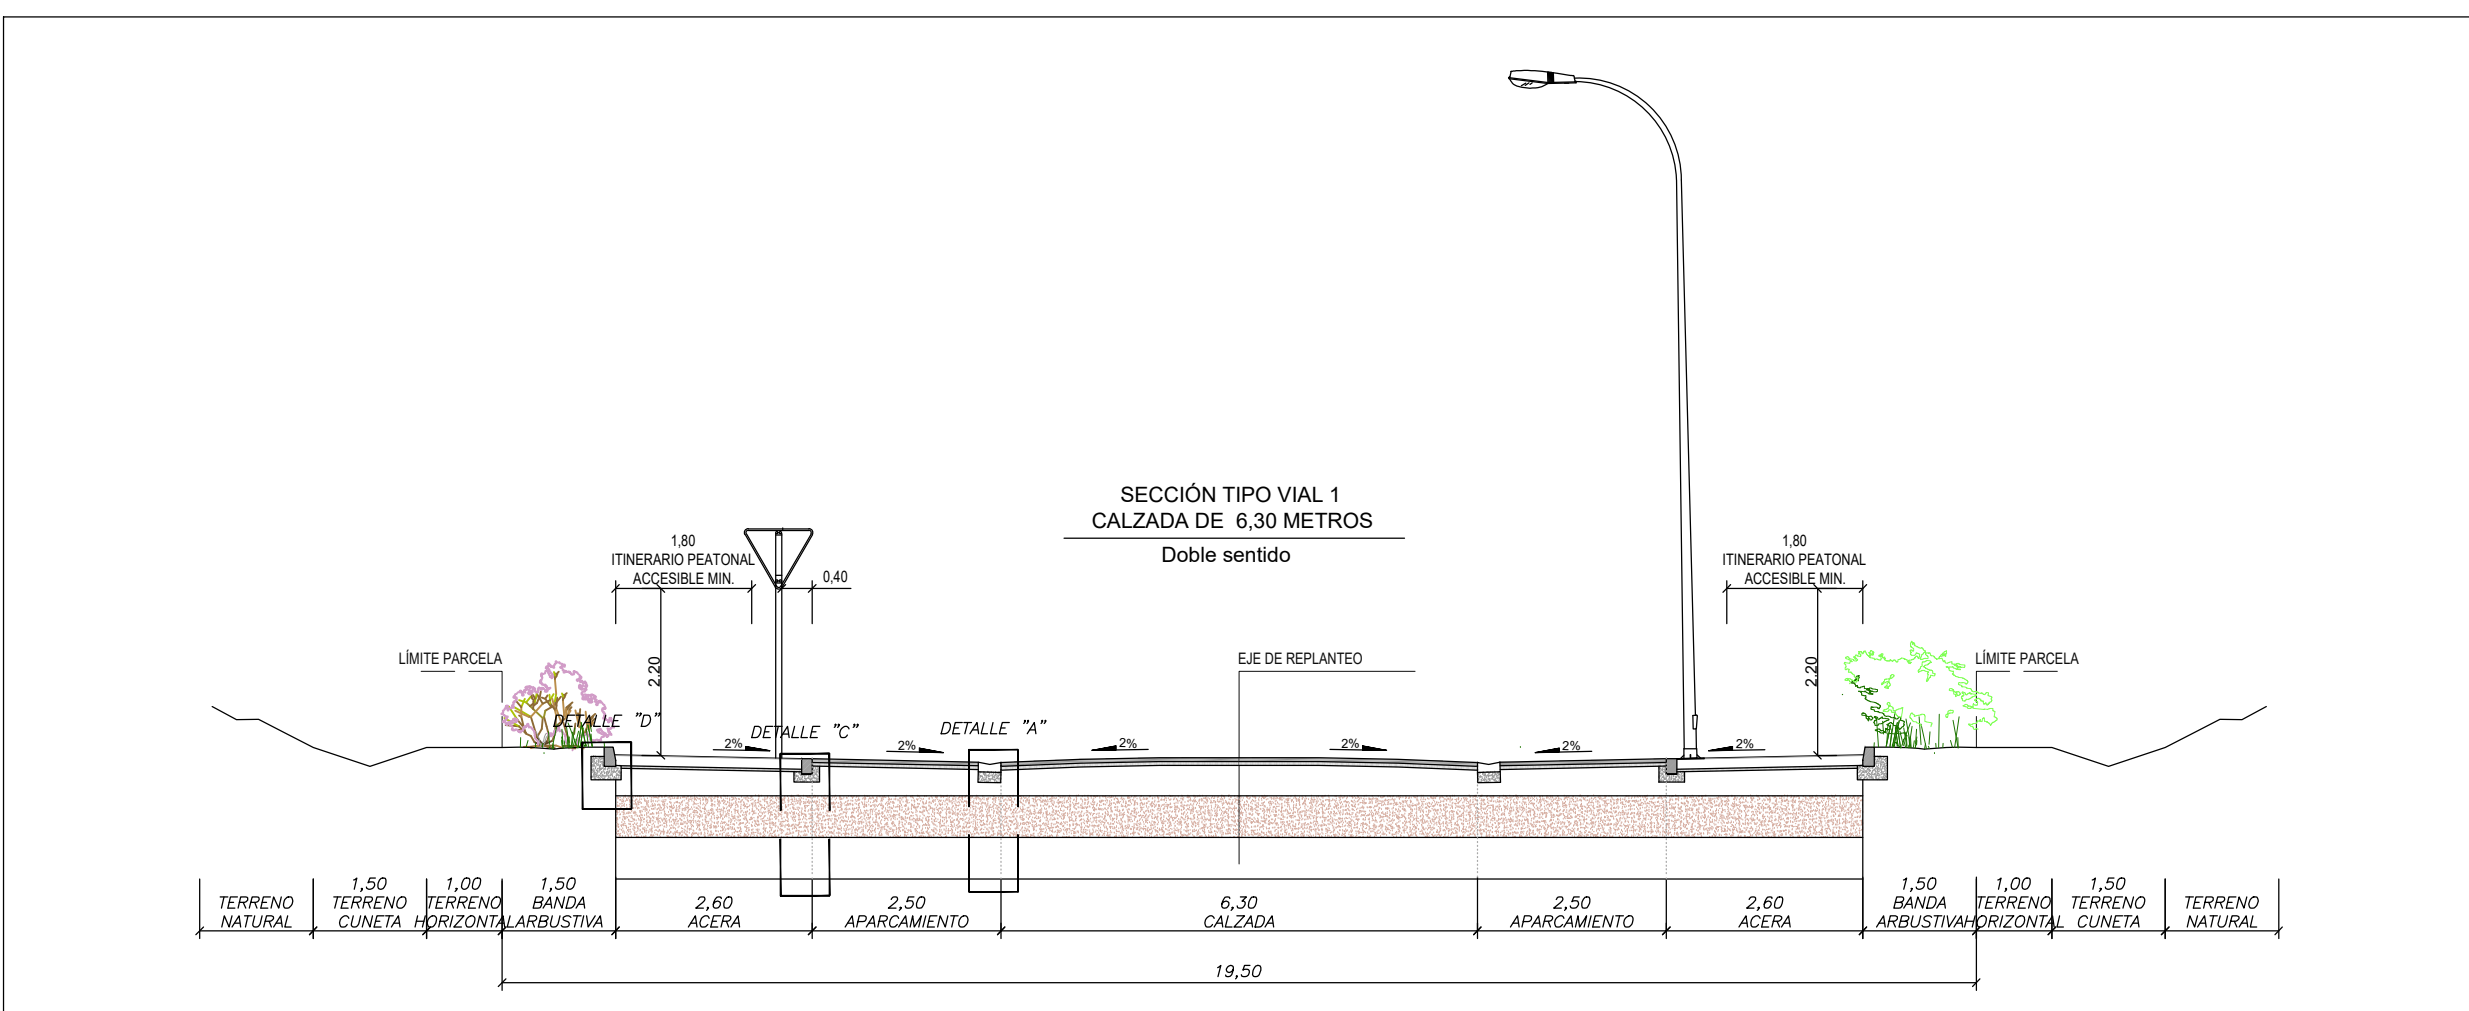 SECCIÓN TIPO VIAL 1
CALZADA DE 6,30 METROS
Doble sentido
1,80
ITINERARIO PEATONAL
ACCESIBLE MIN.
0,40
1,80
ITINERARIO PEATONAL
ACCESIBLE MIN.
LÍMITE PARCELA
2.20
EJE DE REPLANTEO
2.20
LÍMITE PARCELA
DETALLE "D"
DETALLE "C"
DETALLE "A"
2%
2%
2%
2%
2%
2%
TERRENO
NATURAL
1,50
TERRENO
CUNETA
1,00
TERRENO
HORIZONTAL
1,50
BANDA
ARBUSTIVA
2,60
ACERA
2,50
APARCAMIENTO
6,30
CALZADA
2,50
APARCAMIENTO
2,60
ACERA
1,50
BANDA
ARBUSTIVA
1,00
TERRENO
HORIZONTAL
1,50
TERRENO
CUNETA
TERRENO
NATURAL
19,50